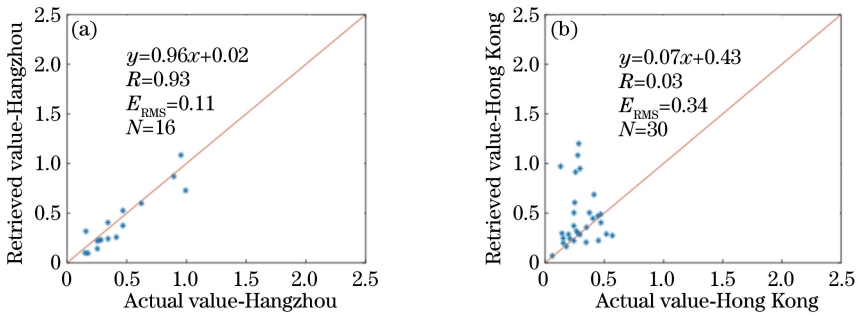 (a)
y=0.96x+0.02
R=0.93
E_RMS=0.11
N=16
2.5
2.0
1.5
1.0
0.5
0
0
0.5
1.0
1.5
2.0
2.5
Retrieved value-Hangzhou
Actual value-Hangzhou
(b)
y=0.07x+0.43
R=0.03
E_RMS=0.34
N=30
2.5
2.0
1.5
1.0
0.5
0
0
0.5
1.0
1.5
2.0
2.5
Retrieved value-Hong Kong
Actual value-Hong Kong